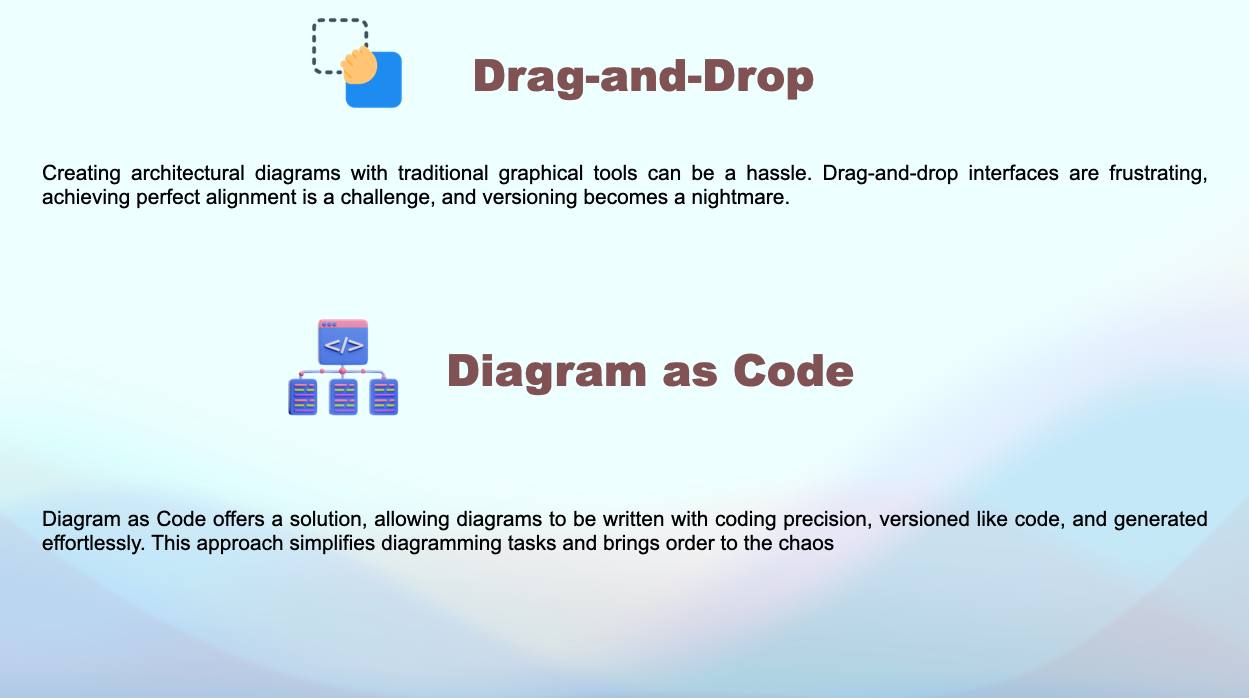 Drag-and-Drop
Creating architectural diagrams with traditional graphical tools can be a hassle. Drag-and-drop interfaces are frustrating,
achieving perfect alignment is a challenge, and versioning becomes a nightmare.
</>
Diagram as Code
Diagram as Code offers a solution, allowing diagrams to be written with coding precision, versioned like code, and generated
effortlessly. This approach simplifies diagramming tasks and brings order to the chaos